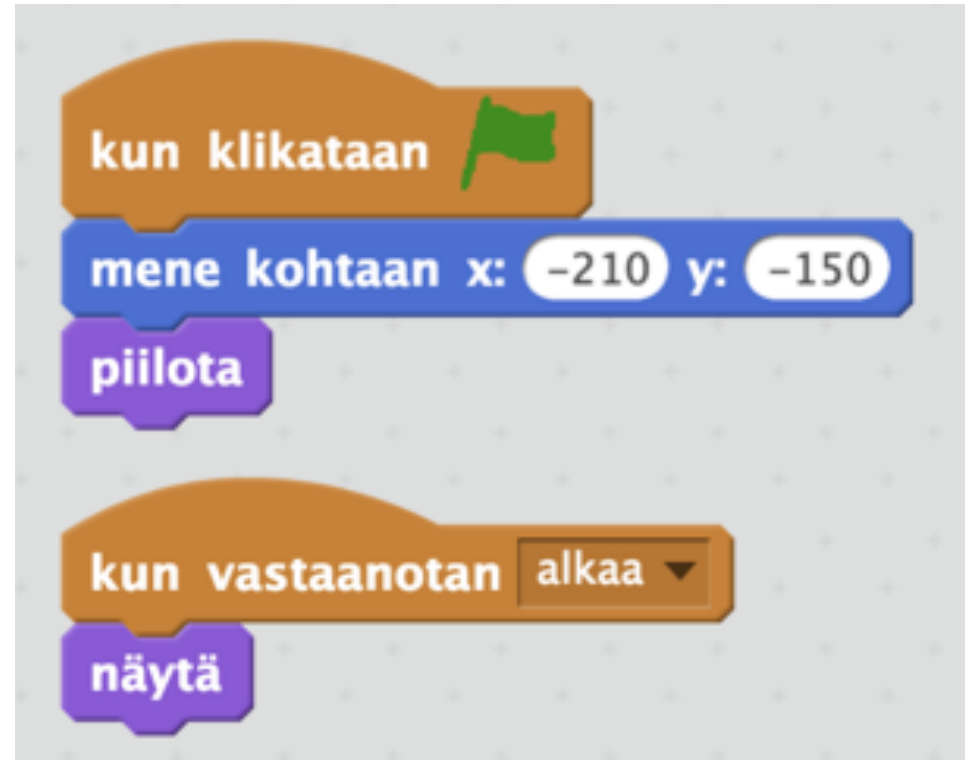 kun klikataan
mene kohtaan x: -210 y: -150
piilota
kun vastaanotan alkaa
näytä